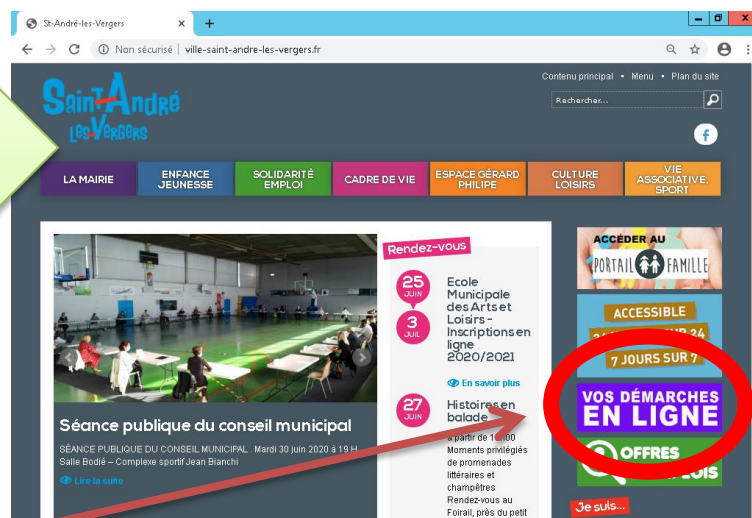 St-André-les-Vergers
Non sécurisé | ville-saint-andre-les-vergers.fr
Contenu principal • Menu • Plan du site
Saint-André
Les-Vergers
Rechercher...
f
LA MAIRIE
ENFANCE
JEUNESSE
SOLIDARITÉ
EMPLOI
CADRE DE VIE
ESPACE GÉRARD
PHILIPE
CULTURE
LOISIRS
VIE
ASSOCIATIVE,
SPORT
Séance publique du conseil municipal
SÉANCE PUBLIQUE DU CONSEIL MUNICIPAL . Mardi 30 juin 2020 à 19 H
Salle Bodié – Complexe sportif Jean Bianchi
Lire la suite
Rendez-vous
25
JUIN
3
JUIL
Ecole
Municipale
des Arts et
Loisirs -
Inscriptions en
ligne
2020/2021
En savoir plus
27
JUIN
Histoires en
balade
à partir de
Moments privilégiés
de promenades
littéraires et
champêtres
Rendez-vous au
Foirail, près du petit
ACCÉDER AU
PORTAIL FAMILLE
ACCESSIBLE
SUR 24
7 JOURS SUR 7
VOS DÉMARCHES
EN LIGNE
OFFRES
Je suis...